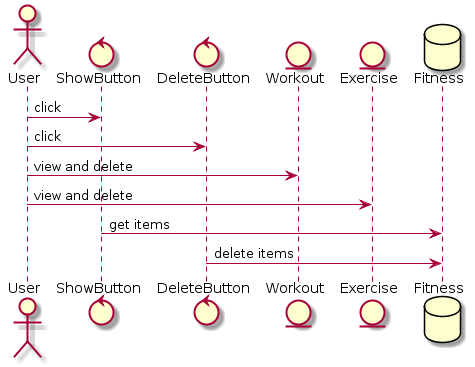 User ShowButton DeleteButton Workout Exercise Fitness
click
click
view and delete
view and delete
get items
delete items
User ShowButton DeleteButton Workout Exercise Fitness